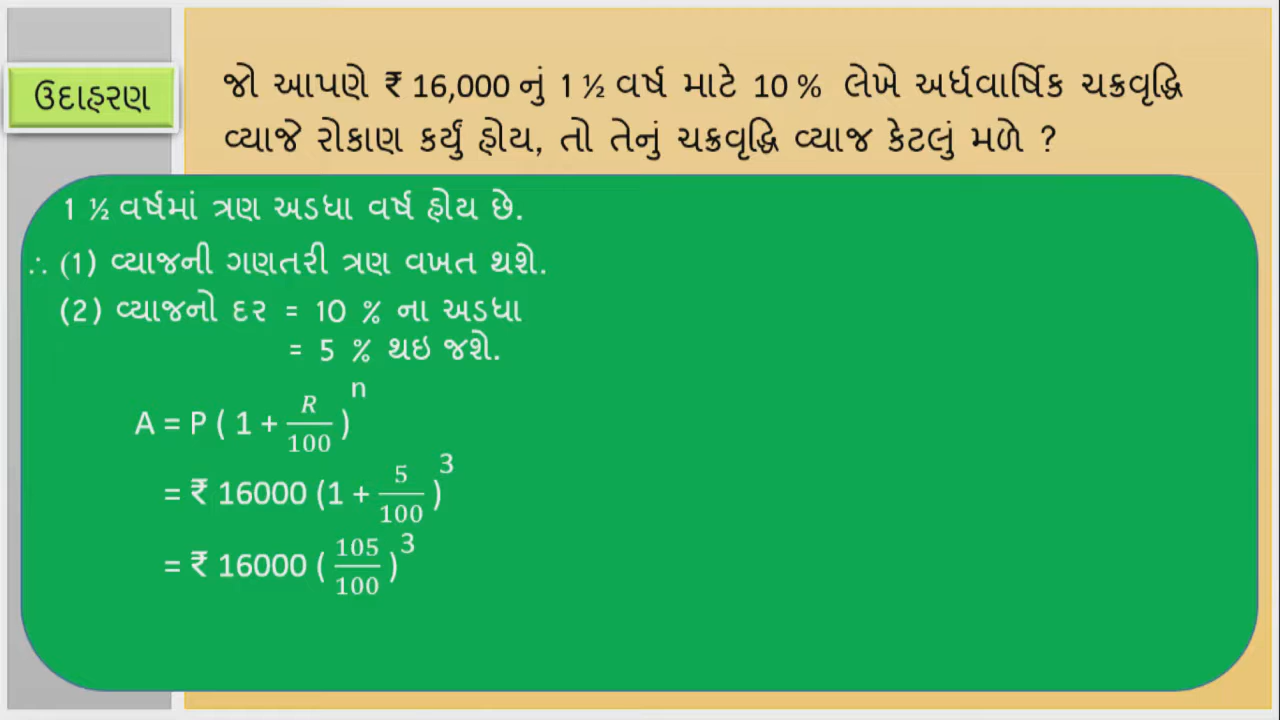 ઉદાહરણ
જો આપણે ₹ 16,000 નું 1 ½ વર્ષ માટે 10 % લેખે અર્ધવાર્ષિક ચક્રવૃદ્ધિ
વ્યાજે રોકાણ કર્યું હોય, તો તેનું ચક્રવૃદ્ધિ વ્યાજ કેટલું મળે ?
1 ½ વર્ષમાં ત્રણ અડધા વર્ષ હોય છે.
∴ (1) વ્યાજની ગણતરી ત્રણ વખત થશે.
(2) વ્યાજનો દર = 10 % ના અડધા
= 5 % થઇ જશે.
A = P ( 1 + R/100 )^n
= ₹ 16000 (1 + 5/100 )^3
= ₹ 16000 ( 105/100 )^3